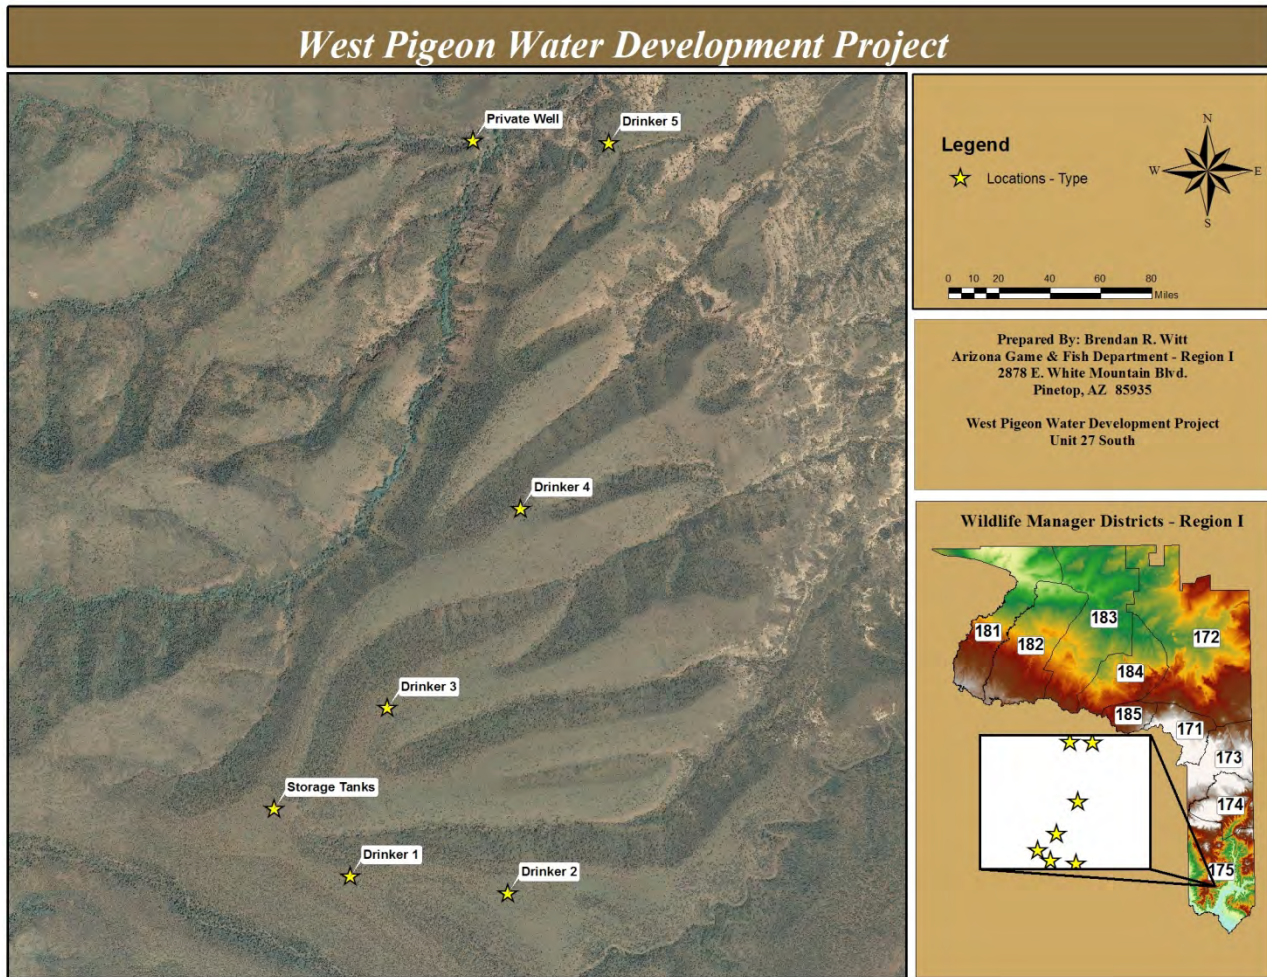 West Pigeon Water Development Project
Private Well
Drinker 5
Drinker 4
Drinker 3
Storage Tanks
Drinker 1
Drinker 2
Legend
Locations - Type
N
W
E
S
0 10 20 40 60 80
Miles
Prepared By: Brendan R. Witt
Arizona Game & Fish Department - Region I
2878 E. White Mountain Blvd.
Pinetop, AZ 85935
West Pigeon Water Development Project
Unit 27 South
Wildlife Manager Districts - Region I
183
181
182
172
184
185
171
173
174
175